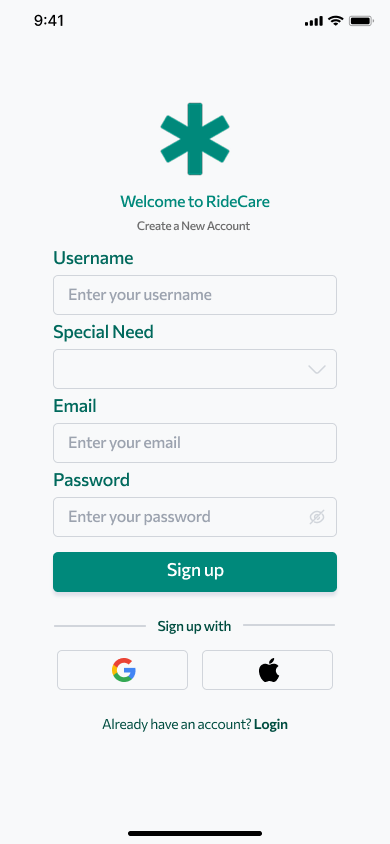 9:41
Welcome to RideCare
Create a New Account
Username
Enter your username
Special Need
Email
Enter your email
Password
Enter your password
Sign up
Sign up with
Already have an account? Login